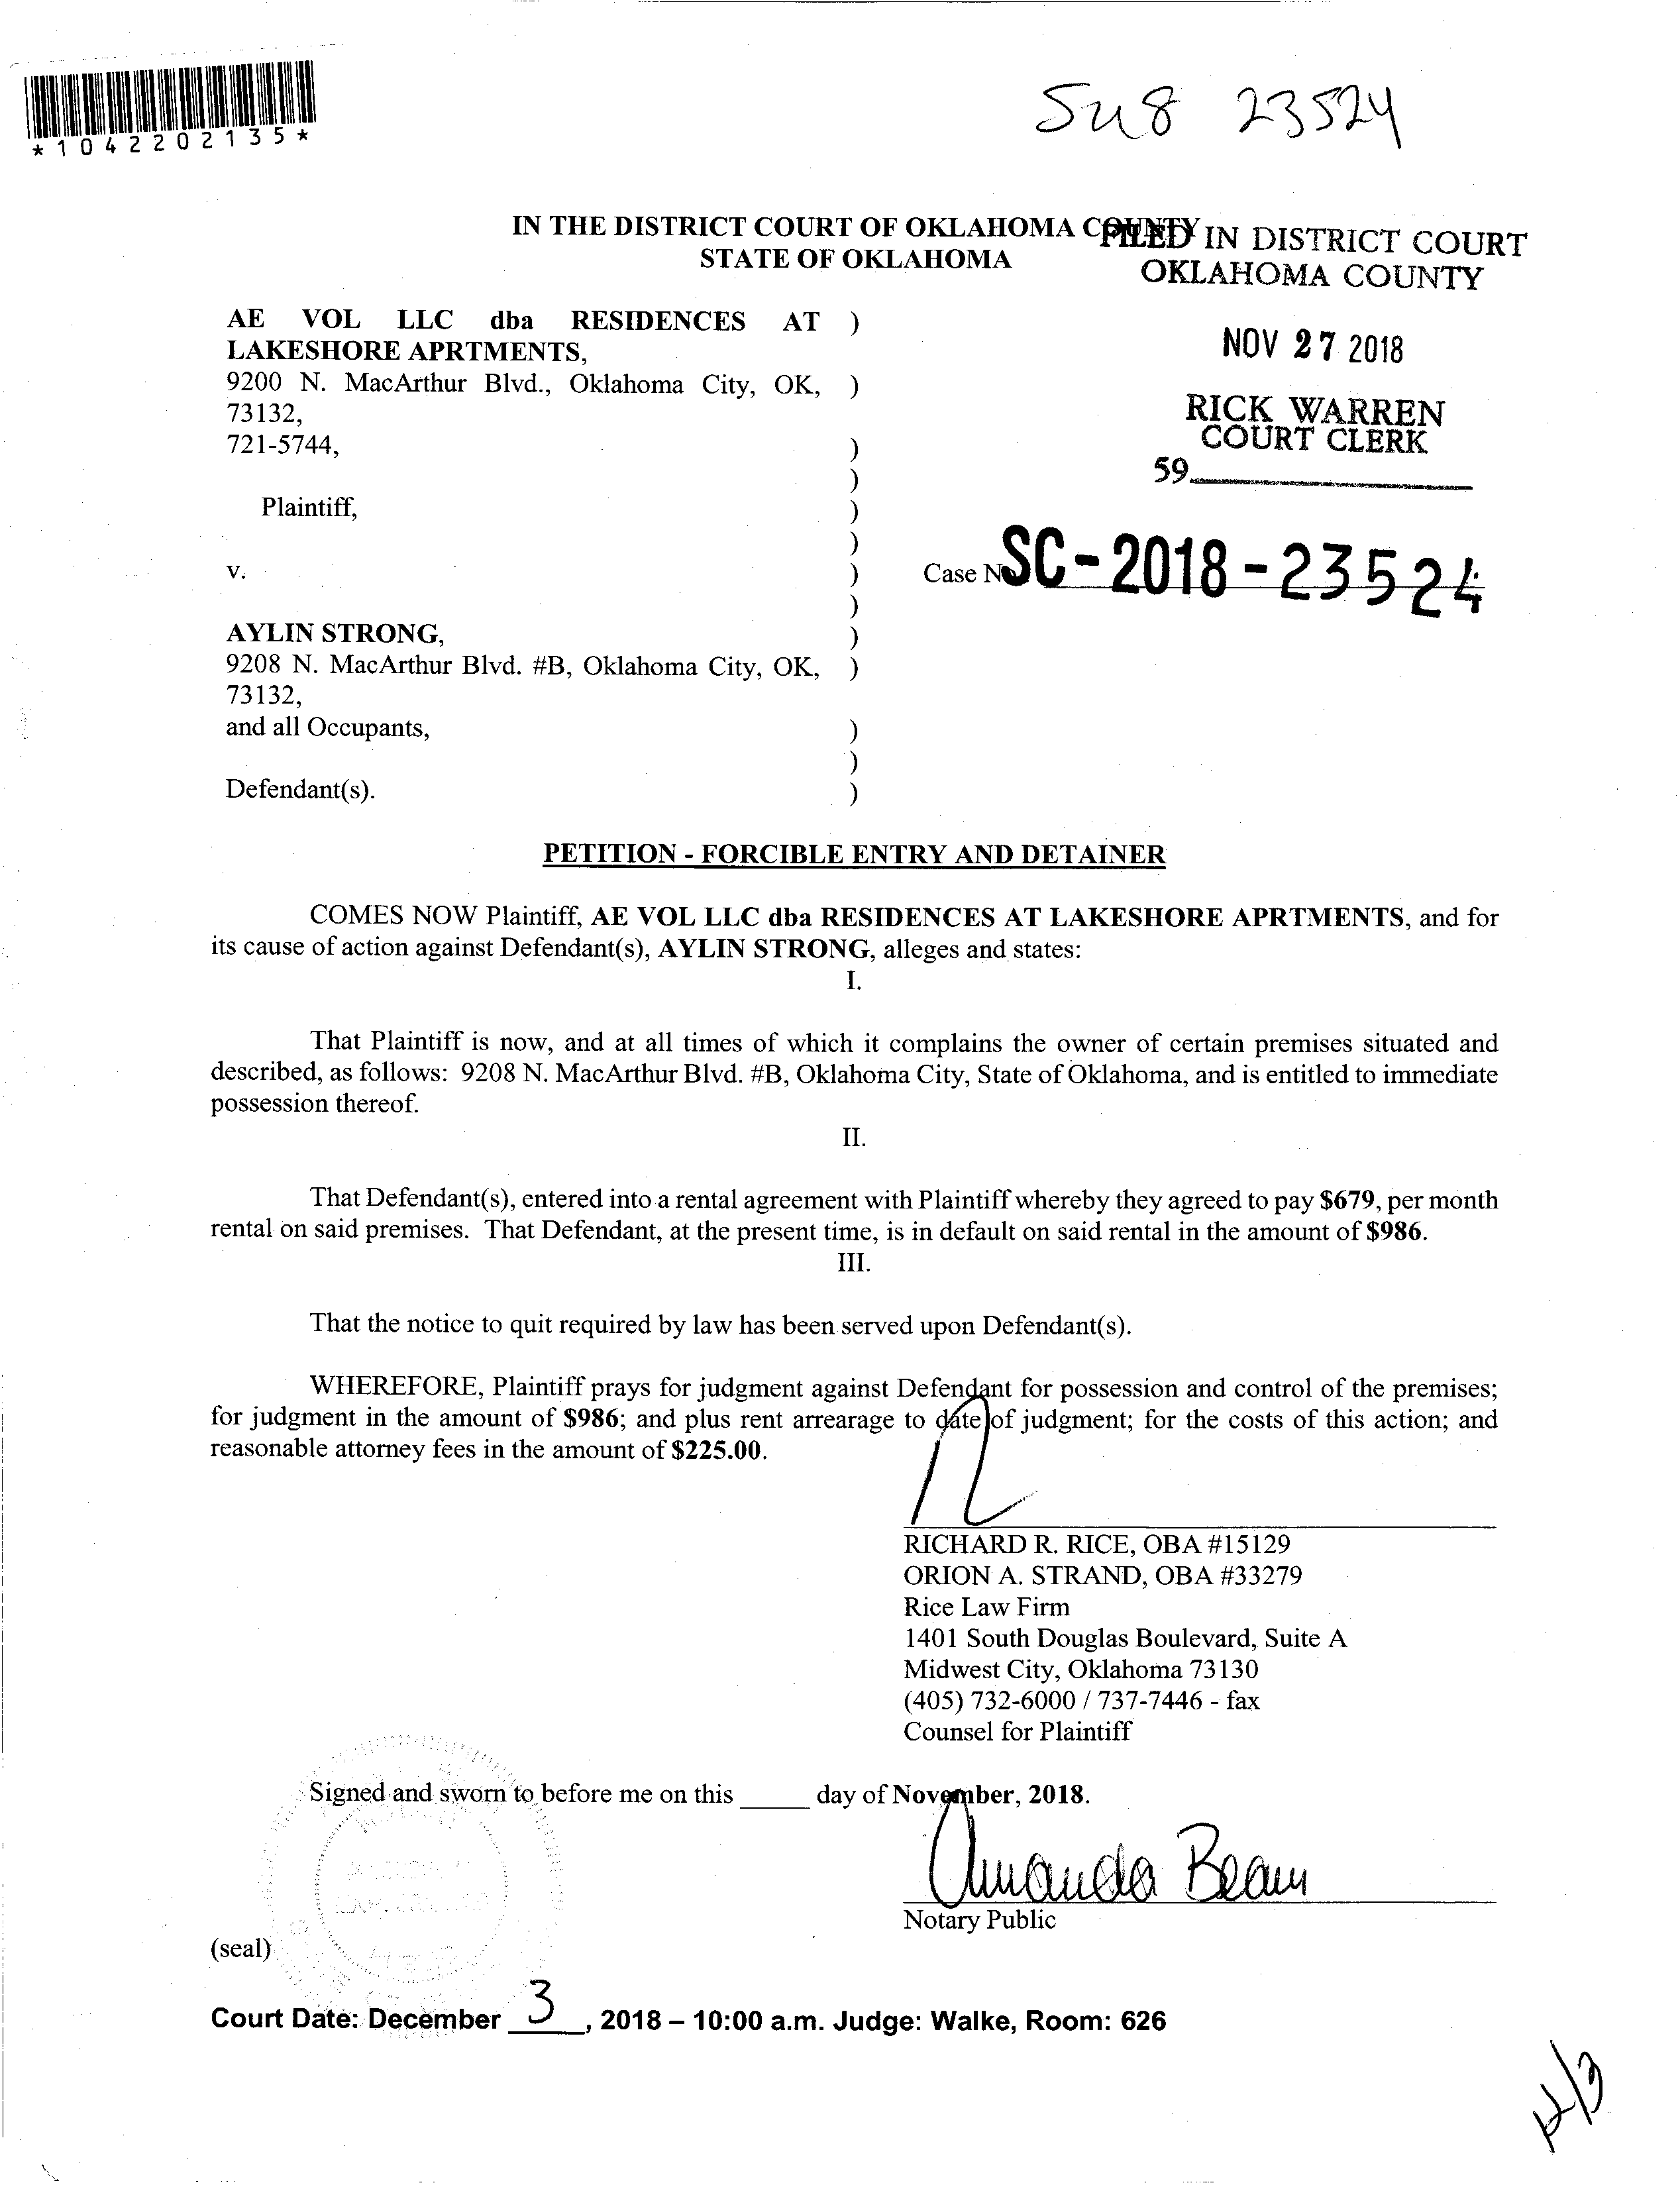 *1042202135*
23524
IN THE DISTRICT COURT OF OKLAHOMA COUNTY
STATE OF OKLAHOMA
FILED IN DISTRICT COURT
OKLAHOMA COUNTY
NOV 27 2018
RICK WARREN
COURT CLERK
59
AE VOL LLC dba RESIDENCES AT )
LAKESHORE APRTMENTS,
9200 N. MacArthur Blvd., Oklahoma City, OK, )
73132,
721-5744, )
)
Plaintiff, )
)
v. ) Case No. SC-2018-23524
)
AYLIN STRONG, )
9208 N. MacArthur Blvd. #B, Oklahoma City, OK, )
73132,
and all Occupants, )
)
Defendant(s). )
PETITION - FORCIBLE ENTRY AND DETAINER
COMES NOW Plaintiff, AE VOL LLC dba RESIDENCES AT LAKESHORE APRTMENTS, and for
its cause of action against Defendant(s), AYLIN STRONG, alleges and states:
I.
That Plaintiff is now, and at all times of which it complains the owner of certain premises situated and
described, as follows: 9208 N. MacArthur Blvd. #B, Oklahoma City, State of Oklahoma, and is entitled to immediate
possession thereof.
II.
That Defendant(s), entered into a rental agreement with Plaintiff whereby they agreed to pay $679, per month
rental on said premises. That Defendant, at the present time, is in default on said rental in the amount of $986.
III.
That the notice to quit required by law has been served upon Defendant(s).
WHEREFORE, Plaintiff prays for judgment against Defendant for possession and control of the premises;
for judgment in the amount of $986; and plus rent arrearage to date of judgment; for the costs of this action; and
reasonable attorney fees in the amount of $225.00.
RICHARD R. RICE, OBA #15129
ORION A. STRAND, OBA #33279
Rice Law Firm
1401 South Douglas Boulevard, Suite A
Midwest City, Oklahoma 73130
(405) 732-6000 / 737-7446 - fax
Counsel for Plaintiff
Signed and sworn to before me on this _____ day of November, 2018.
Amanda Beam
Notary Public
(seal)
Court Date: December 3, 2018 – 10:00 a.m. Judge: Walke, Room: 626